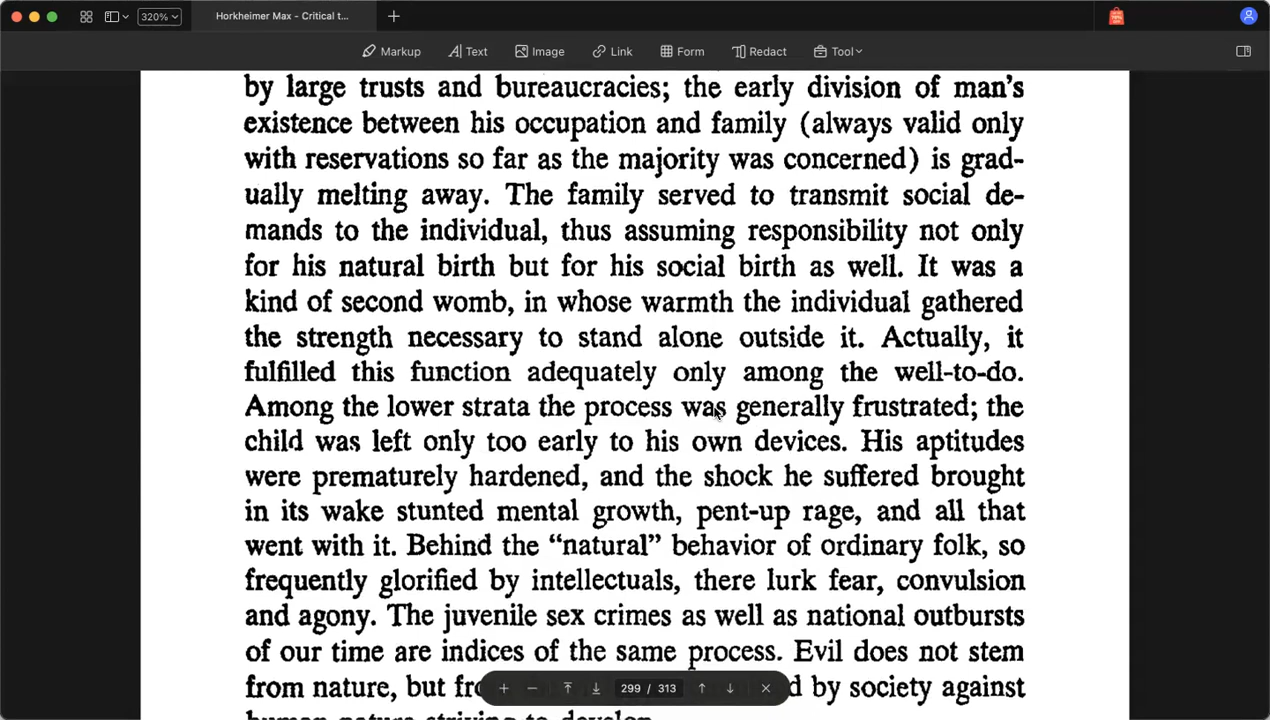 320%
Horkheimer Max - Critical t...
Markup
Text
Image
Link
Form
Redact
Tool
by large trusts and bureaucracies; the early division of man's
existence between his occupation and family (always valid only
with reservations so far as the majority was concerned) is grad-
ually melting away. The family served to transmit social de-
mands to the individual, thus assuming responsibility not only
for his natural birth but for his social birth as well. It was a
kind of second womb, in whose warmth the individual gathered
the strength necessary to stand alone outside it. Actually, it
fulfilled this function adequately only among the well-to-do.
Among the lower strata the process was generally frustrated; the
child was left only too early to his own devices. His aptitudes
were prematurely hardened, and the shock he suffered brought
in its wake stunted mental growth, pent-up rage, and all that
went with it. Behind the “natural” behavior of ordinary folk, so
frequently glorified by intellectuals, there lurk fear, convulsion
and agony. The juvenile sex crimes as well as national outbursts
of our time are indices of the same process. Evil does not stem
from nature, but by society against
human nature striving to develop.
299 / 313